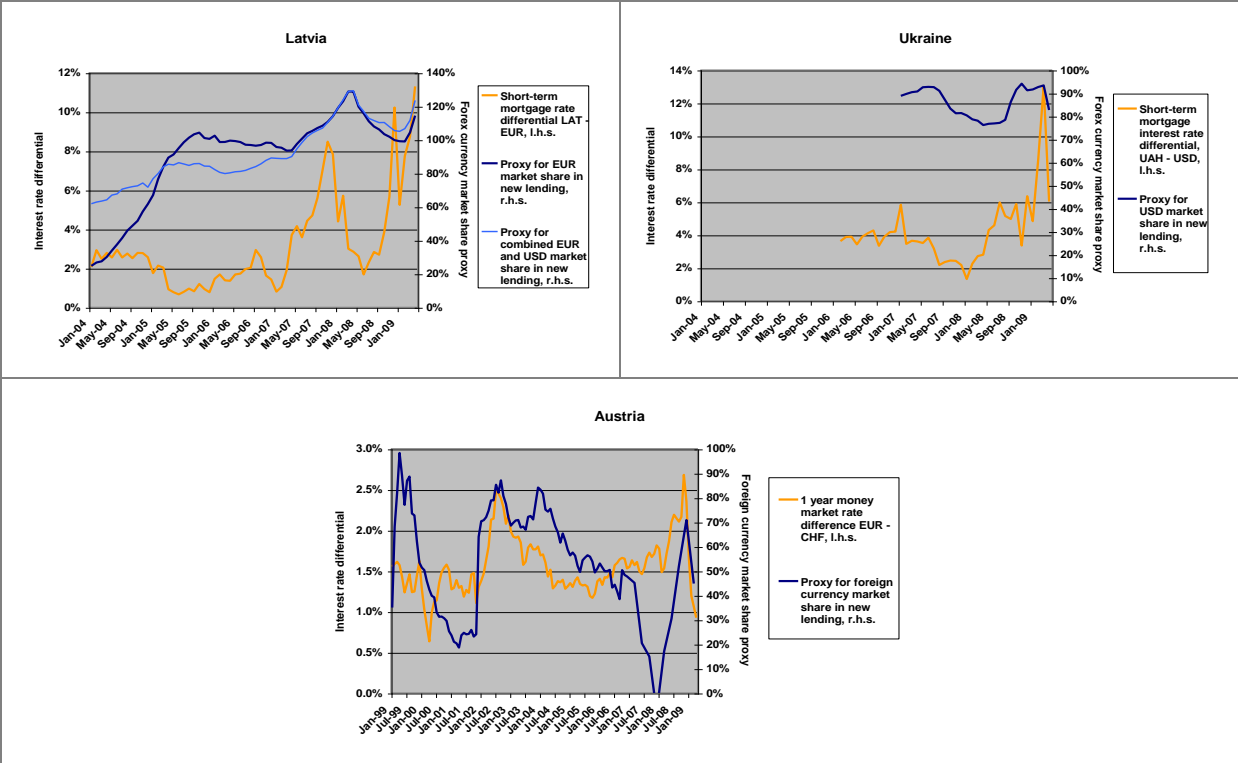 Latvia
12%
10%
8%
6%
4%
2%
0%
Interest rate differential
140%
120%
100%
80%
60%
40%
20%
0%
Forex currency market share proxy
Jan-04
May-04
Sep-04
Jan-05
May-05
Sep-05
Jan-06
May-06
Sep-06
Jan-07
May-07
Sep-07
Jan-08
May-08
Sep-08
Jan-09
Short-term
mortgage rate
differential LAT -
EUR, l.h.s.
Proxy for EUR
market share in
new lending,
r.h.s.
Proxy for
combined EUR
and USD market
share in new
lending, r.h.s.
Ukraine
14%
12%
10%
8%
6%
4%
2%
0%
Interest rate differential
100%
90%
80%
70%
60%
50%
40%
30%
20%
10%
0%
Forex currency market share proxy
Jan-04
May-04
Sep-04
Jan-05
May-05
Sep-05
Jan-06
May-06
Sep-06
Jan-07
May-07
Sep-07
Jan-08
May-08
Sep-08
Jan-09
Short-term
mortgage
interest rate
differential,
UAH - USD,
l.h.s.
Proxy for
USD market
share in new
lending,
r.h.s.
Austria
3.0%
2.5%
2.0%
1.5%
1.0%
0.5%
0.0%
Interest rate differential
100%
90%
80%
70%
60%
50%
40%
30%
20%
10%
0%
Foreign currency market share proxy
Jan-99
Jul-99
Jan-00
Jul-00
Jan-01
Jul-01
Jan-02
Jul-02
Jan-03
Jul-03
Jan-04
Jul-04
Jan-05
Jul-05
Jan-06
Jul-06
Jan-07
Jul-07
Jan-08
Jul-08
Jan-09
1 year money
market rate
difference EUR -
CHF, l.h.s.
Proxy for foreign
currency market
share in new
lending, r.h.s.